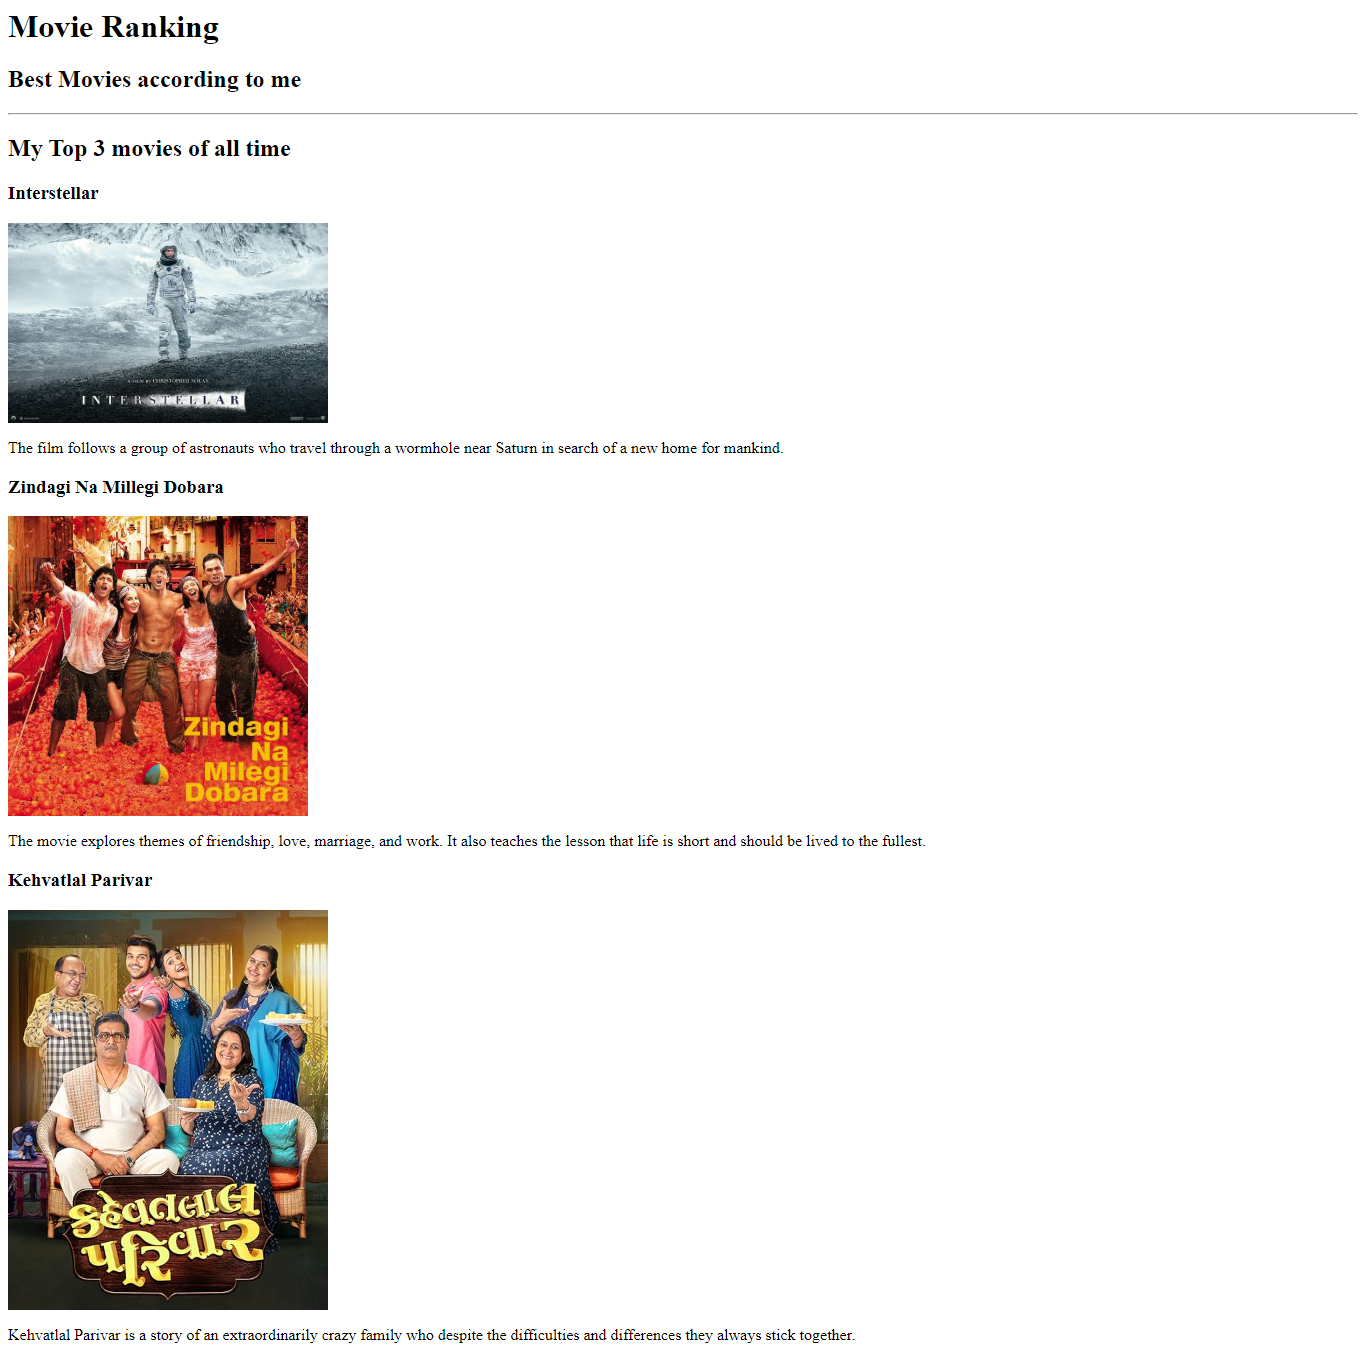 Movie Ranking
Best Movies according to me
My Top 3 movies of all time
Interstellar
A FILM BY CHRISTOPHER NOLAN
INTERSTELLAR
The film follows a group of astronauts who travel through a wormhole near Saturn in search of a new home for mankind.
Zindagi Na Millegi Dobara
Zindagi
Na
Milegi
Dobara
The movie explores themes of friendship, love, marriage, and work. It also teaches the lesson that life is short and should be lived to the fullest.
Kehvatlal Parivar
કહેવતલાલ
પરિવાર
Kehvatlal Parivar is a story of an extraordinarily crazy family who despite the difficulties and differences they always stick together.